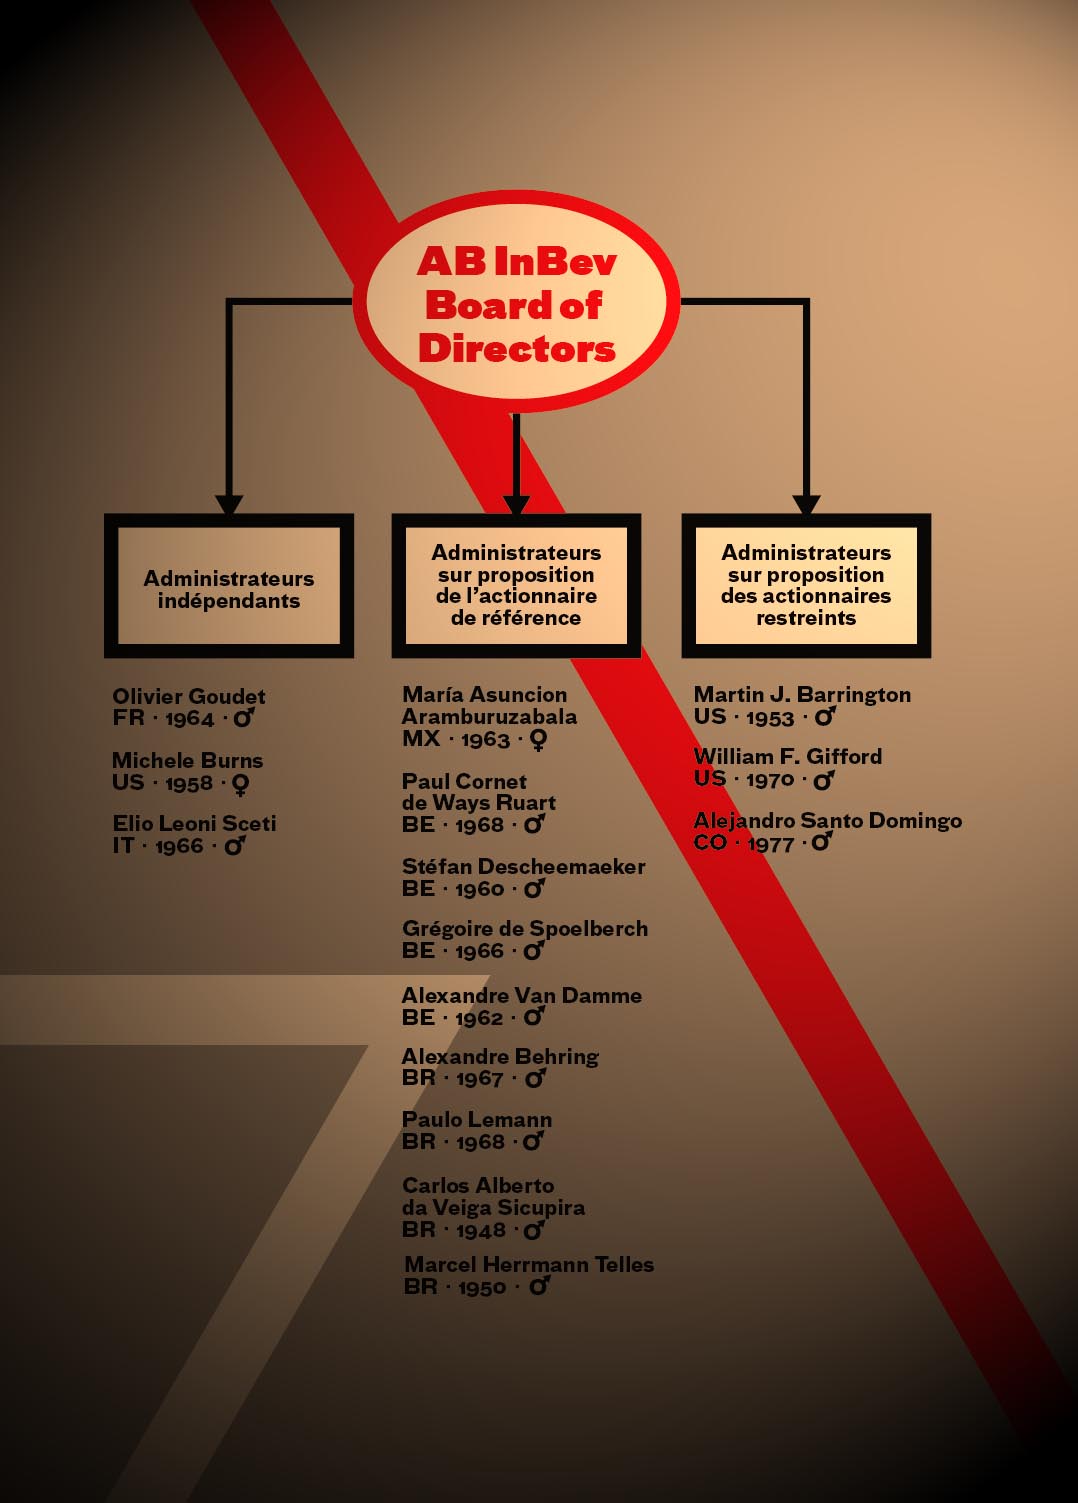 AB InBev
Board of
Directors
Administrateurs
indépendants
Olivier Goudet
FR · 1964 · ♂
Michele Burns
US · 1958 · ♀
Elio Leoni Sceti
IT · 1966 · ♂
Administrateurs
sur proposition
de l’actionnaire
de référence
María Asuncion
Aramburuzabala
MX · 1963 · ♀
Paul Cornet
de Ways Ruart
BE · 1968 · ♂
Stéfan Descheemaeker
BE · 1960 · ♂
Grégoire de Spoelberch
BE · 1966 · ♂
Alexandre Van Damme
BE · 1962 · ♂
Alexandre Behring
BR · 1967 · ♂
Paulo Lemann
BR · 1968 · ♂
Carlos Alberto
da Veiga Sicupira
BR · 1948 · ♂
Marcel Herrmann Telles
BR · 1950 · ♂
Administrateurs
sur proposition
des actionnaires
restreints
Martin J. Barrington
US · 1953 · ♂
William F. Gifford
US · 1970 · ♂
Alejandro Santo Domingo
CO · 1977 · ♂